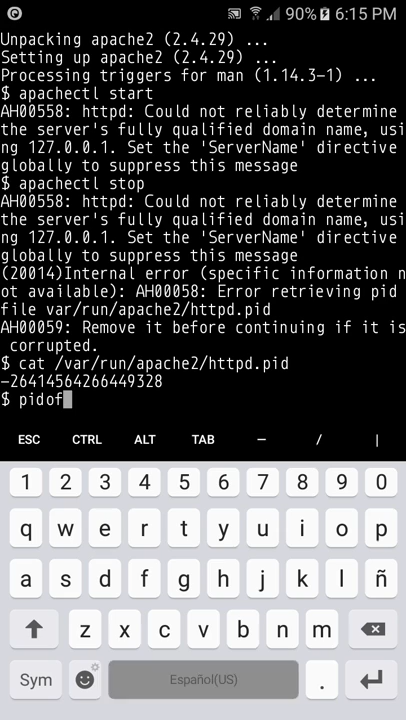 90% 6:15 PM
Unpacking apache2 (2.4.29) ...
Setting up apache2 (2.4.29) ...
Processing triggers for man (1.14.3-1) ...
$ apachectl start
AH00558: httpd: Could not reliably determine
the server's fully qualified domain name, usi
ng 127.0.0.1. Set the 'ServerName' directive
globally to suppress this message
$ apachectl stop
AH00558: httpd: Could not reliably determine
the server's fully qualified domain name, usi
ng 127.0.0.1. Set the 'ServerName' directive
globally to suppress this message
(20014)Internal error (specific information n
ot available): AH00058: Error retrieving pid
file var/run/apache2/httpd.pid
AH00059: Remove it before continuing if it is
corrupted.
$ cat /var/run/apache2/httpd.pid
-26414564266449328
$ pidof
ESC CTRL ALT TAB — / |
1 2 3 4 5 6 7 8 9 0
q w e r t y u i o p
a s d f g h j k l ñ
z x c v b n m
Sym Español(US) .